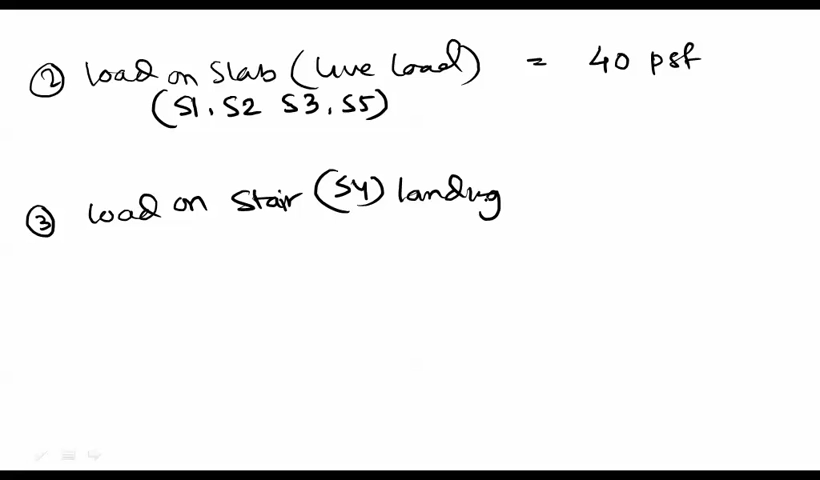 ② Load on Slab (Live Load) = 40 psf
(S1, S2 S3, S5)
③ Load on Stair (S4) landing